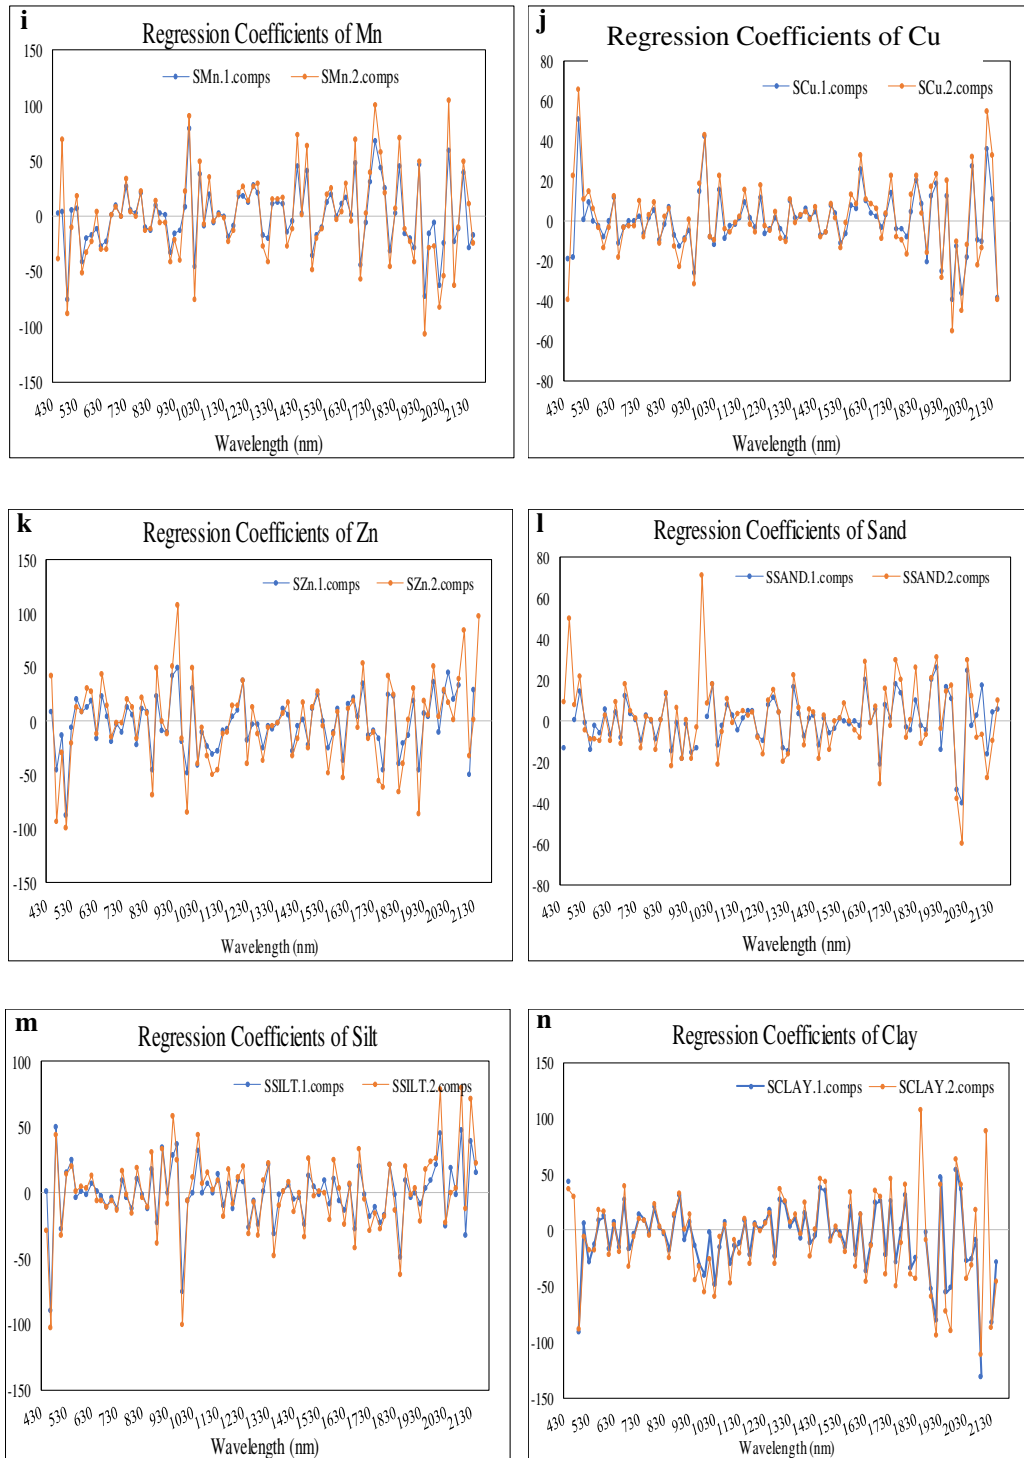 i
Regression Coefficients of Mn
SMn.1.comps SMn.2.comps
150
100
50
0
-50
-100
-150
430 530 630 730 830 930 1030 1130 1230 1330 1430 1530 1630 1730 1830 1930 2030 2130
Wavelength (nm)
j
Regression Coefficients of Cu
SCu.1.comps SCu.2.comps
80
60
40
20
0
-20
-40
-60
-80
430 530 630 730 830 930 1030 1130 1230 1330 1430 1530 1630 1730 1830 1930 2030 2130
Wavelength (nm)
k
Regression Coefficients of Zn
SZn.1.comps SZn.2.comps
150
100
50
0
-50
-100
-150
430 530 630 730 830 930 1030 1130 1230 1330 1430 1530 1630 1730 1830 1930 2030 2130
Wavelength (nm)
l
Regression Coefficients of Sand
SSAND.1.comps SSAND.2.comps
80
60
40
20
0
-20
-40
-60
-80
430 530 630 730 830 930 1030 1130 1230 1330 1430 1530 1630 1730 1830 1930 2030 2130
Wavelength (nm)
m
Regression Coefficients of Silt
SSILT.1.comps SSILT.2.comps
100
50
0
-50
-100
-150
430 530 630 730 830 930 1030 1130 1230 1330 1430 1530 1630 1730 1830 1930 2030 2130
Wavelength (nm)
n
Regression Coefficients of Clay
SCLAY.1.comps SCLAY.2.comps
150
100
50
0
-50
-100
-150
430 530 630 730 830 930 1030 1130 1230 1330 1430 1530 1630 1730 1830 1930 2030 2130
Wavelength (nm)